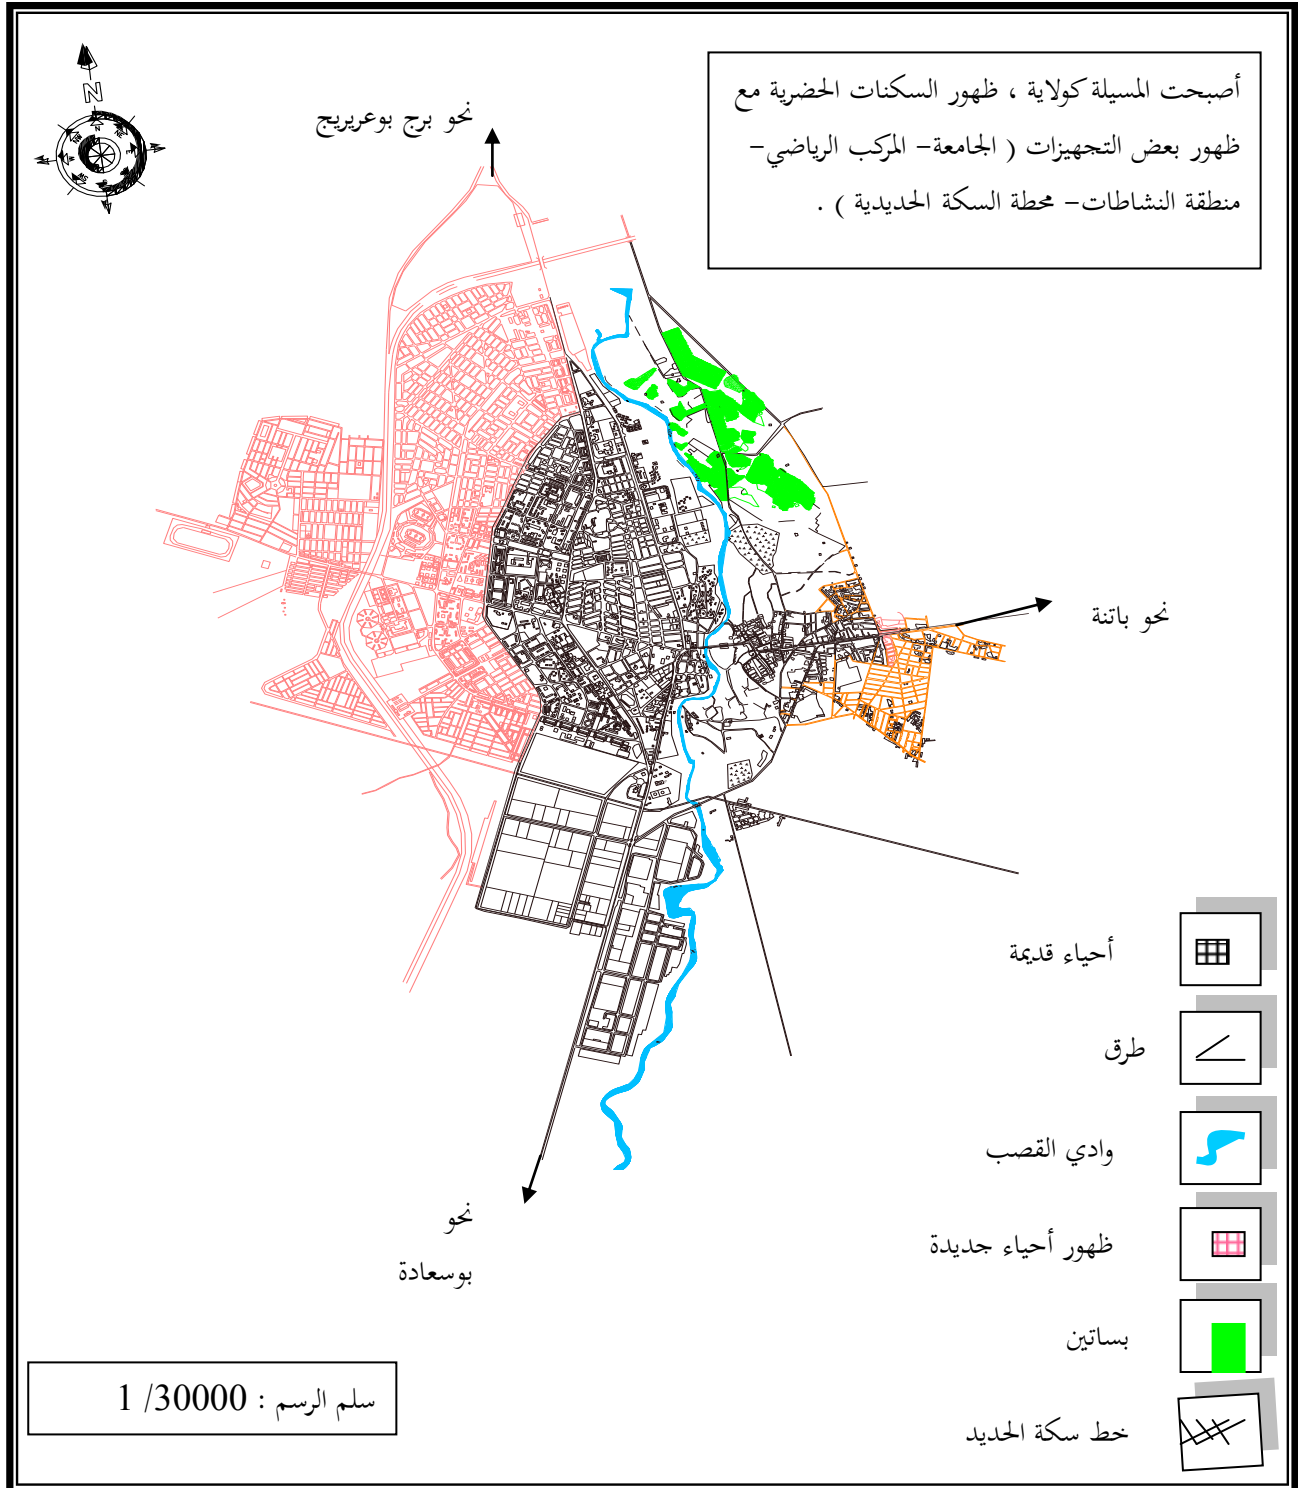 أصبحت المسيلة كولاية ، ظهور السكنات الحضرية مع
ظهور بعض التجهيزات ( الجامعة- المركب الرياضي-
منطقة النشاطات- محطة السكة الحديدية ) .
نحو برج بوعريريج
N
نحو باتنة
أحياء قديمة
طرق
وادي القصب
نحو
بوسعادة
ظهور أحياء جديدة
بساتين
سلم الرسم : 30000/ 1
خط سكة الحديد